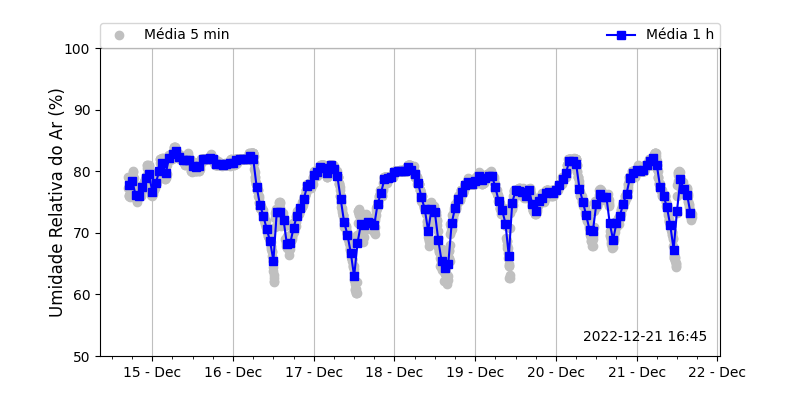 Média 5 min
Média 1 h
Umidade Relativa do Ar (%)
100
90
80
70
60
50
2022-12-21 16:45
15 - Dec
16 - Dec
17 - Dec
18 - Dec
19 - Dec
20 - Dec
21 - Dec
22 - Dec